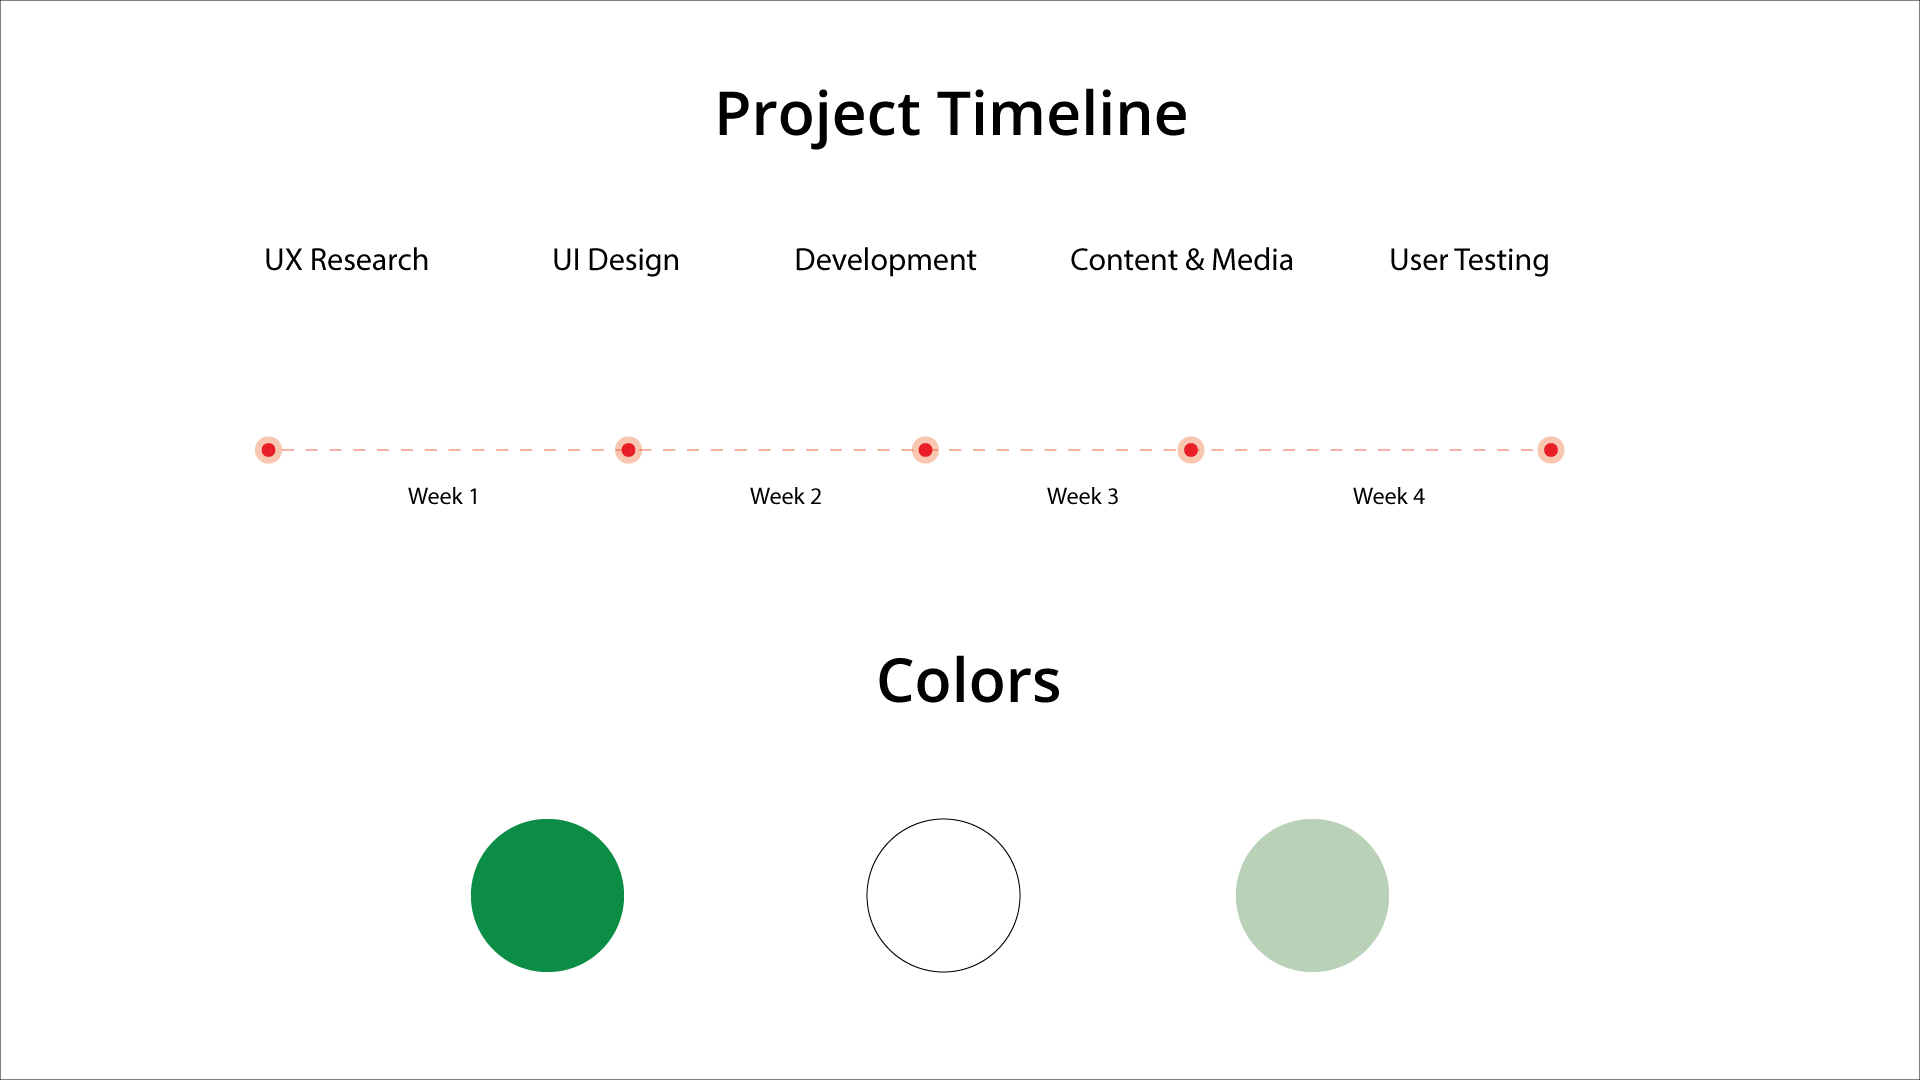 Project Timeline
UX Research UI Design Development Content & Media User Testing
Week 1 Week 2 Week 3 Week 4
Colors